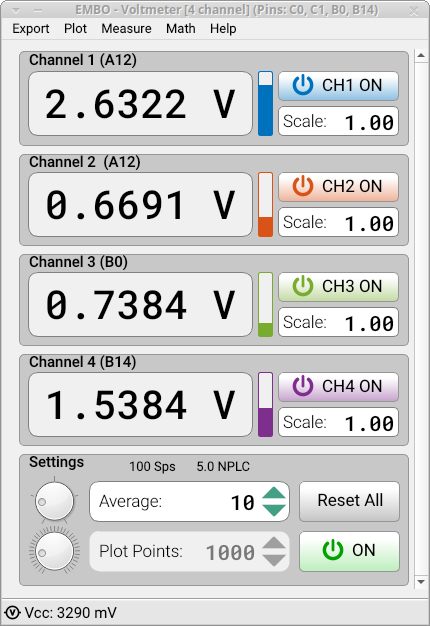 EMBO - Voltmeter [4 channel] (Pins: C0, C1, B0, B14)
Export Plot Measure Math Help
Channel 1 (A12)
2.6322 V
CH1 ON
Scale: 1.00
Channel 2 (A12)
0.6691 V
CH2 ON
Scale: 1.00
Channel 3 (B0)
0.7384 V
CH3 ON
Scale: 1.00
Channel 4 (B14)
1.5384 V
CH4 ON
Scale: 1.00
Settings
100 Sps 5.0 NPLC
Average: 10
Reset All
Plot Points: 1000
ON
Vcc: 3290 mV